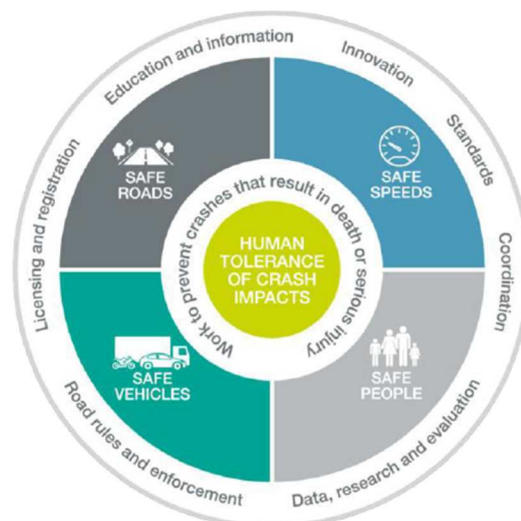 Education and information
Innovation
Standards
Coordination
Data, research and evaluation
Road rules and enforcement
Licensing and registration
SAFE
ROADS
SAFE
SPEEDS
SAFE
VEHICLES
SAFE
PEOPLE
Work to prevent crashes that result in death or serious injury
HUMAN
TOLERANCE
OF CRASH
IMPACTS